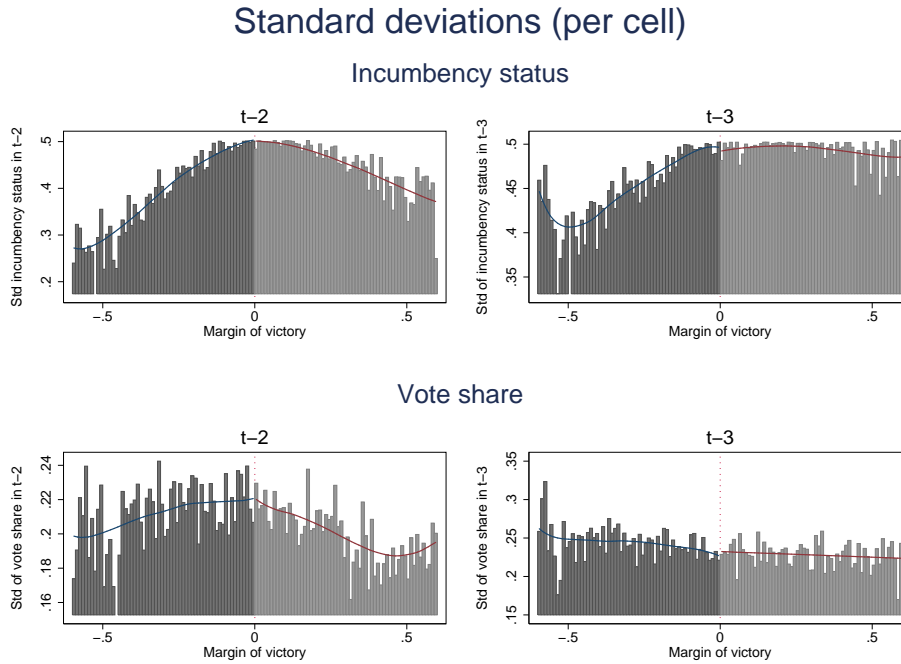 Standard deviations (per cell)
Incumbency status
t−2
Std incumbency status in t−2
.5
.4
.3
.2
−.5
0
.5
Margin of victory
t−3
Std of incumbency status in t−3
.5
.45
.4
.35
−.5
0
.5
Margin of victory
Vote share
t−2
Std of vote share in t−2
.24
.22
.2
.18
.16
−.5
0
.5
Margin of victory
t−3
Std of vote share in t−3
.35
.3
.25
.2
.15
−.5
0
.5
Margin of victory